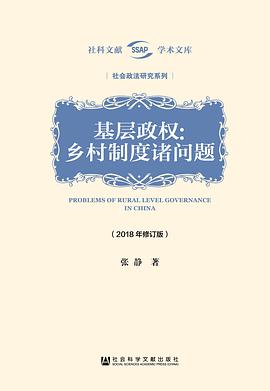 社科文献 SSAP 学术文库
社会政法研究系列
基层政权:
乡村制度诸问题
PROBLEMS OF RURAL LEVEL GOVERNANCE
IN CHINA
(2018年修订版)
张 静 著
社会科学文献出版社
SOCIAL SCIENCES ACADEMIC PRESS (CHINA)